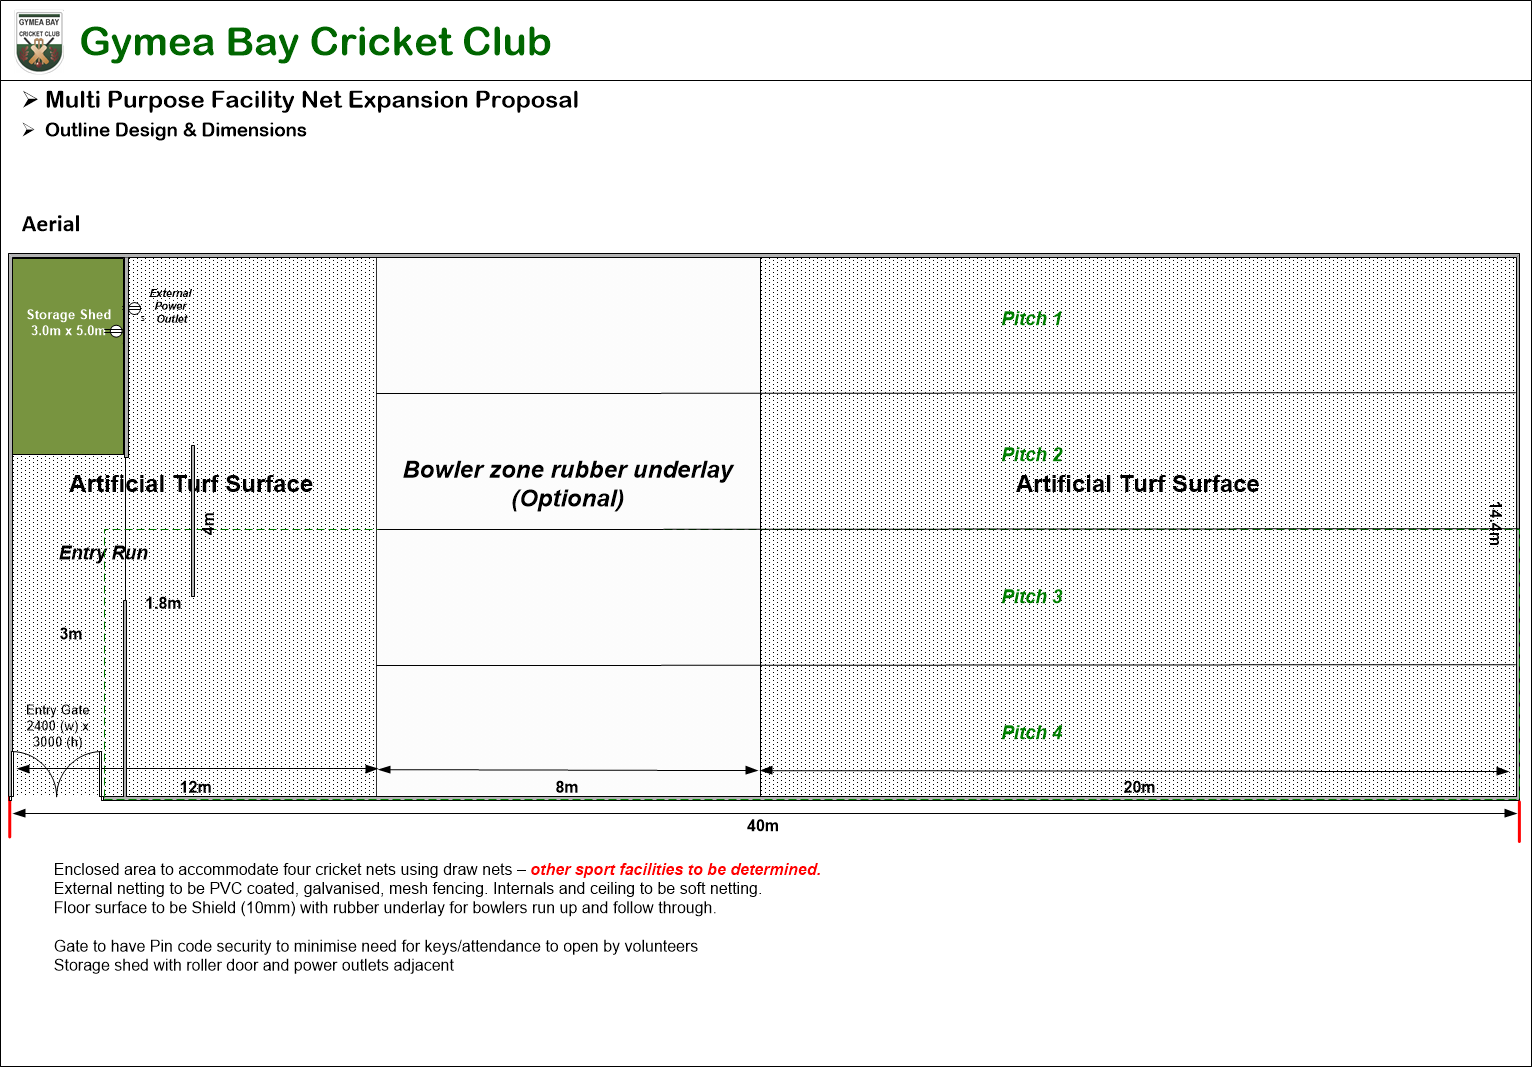 GYMEA BAY
CRICKET CLUB
Gymea Bay Cricket Club
Multi Purpose Facility Net Expansion Proposal
Outline Design & Dimensions
Aerial
Storage Shed
3.0m x 5.0m
External
Power
Outlet
s
Pitch 1
Pitch 2
Artificial Turf Surface
Bowler zone rubber underlay
(Optional)
Artificial Turf Surface
4m
14.4m
Entry Run
1.8m
Pitch 3
3m
Entry Gate
2400 (w) x
3000 (h)
Pitch 4
12m
8m
20m
40m
Enclosed area to accommodate four cricket nets using draw nets – other sport facilities to be determined.
External netting to be PVC coated, galvanised, mesh fencing. Internals and ceiling to be soft netting.
Floor surface to be Shield (10mm) with rubber underlay for bowlers run up and follow through.
Gate to have Pin code security to minimise need for keys/attendance to open by volunteers
Storage shed with roller door and power outlets adjacent